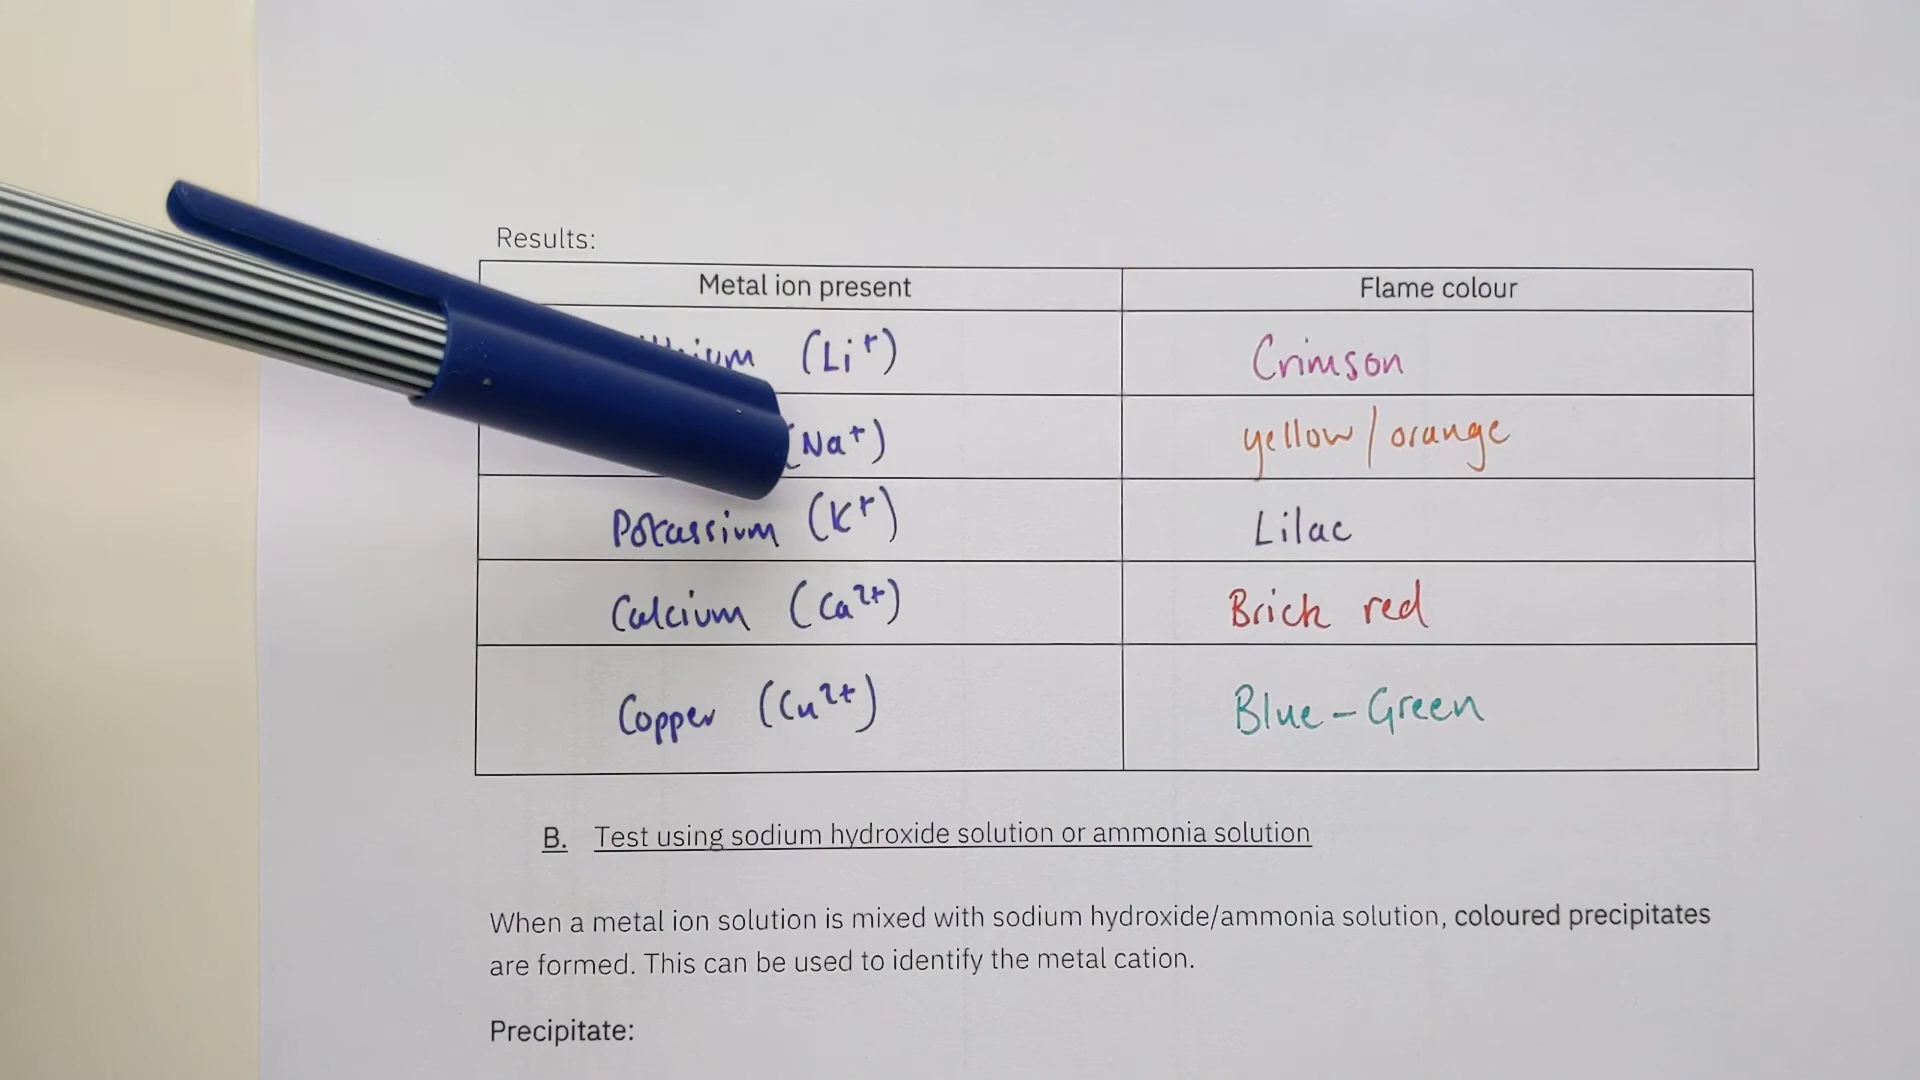 Results:
Metal ion present Flame colour
(Li⁺) Crimson
(Na⁺) yellow/orange
Potassium (K⁺) Lilac
Calcium (Ca²⁺) Brick red
Copper (Cu²⁺) Blue-Green
B. Test using sodium hydroxide solution or ammonia solution
When a metal ion solution is mixed with sodium hydroxide/ammonia solution, coloured precipitates
are formed. This can be used to identify the metal cation.
Precipitate: